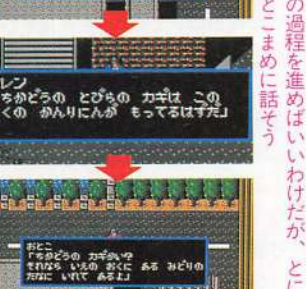 の過程を進めばいいわけだが、とに
とこまめに話そう
レン
ちかどうの とびらの カギは この
くの かんりにんが もってるはずだ」
おとこ
「ちかどうの カギかい?
それなら いえの おくに ある みどりの
たなに いれて あるよ」